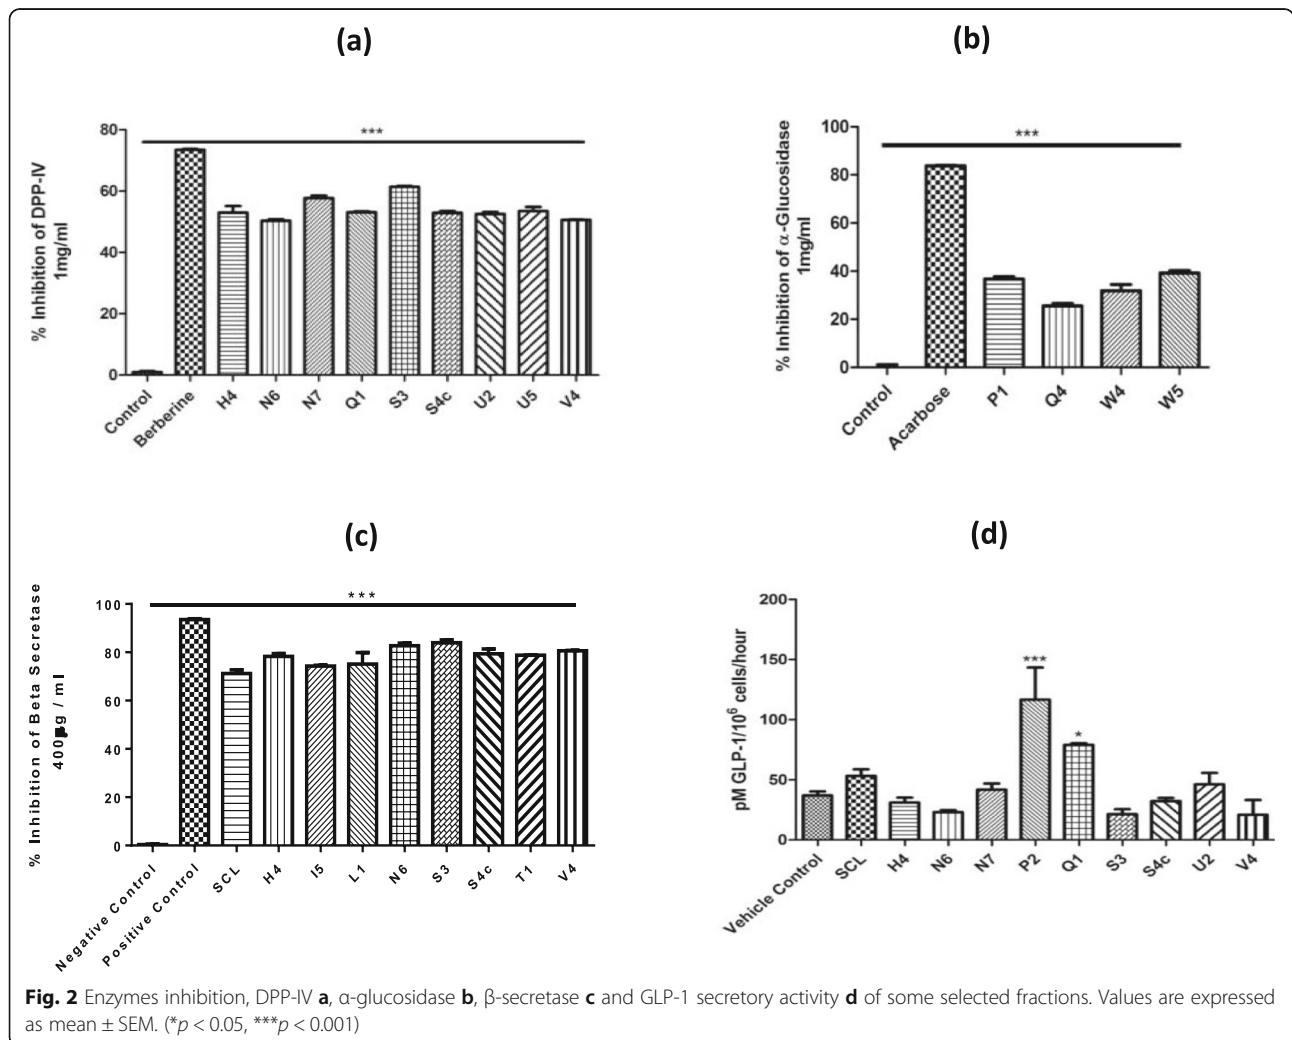 (a)
% Inhibition of DPP-IV
1mg/ml
80
60
40
20
0
***
Control
Berberine
H4
N6
N7
Q1
S3
S4c
U2
U5
V4
(b)
% Inhibition of α-Glucosidase
1mg/ml
100
80
60
40
20
0
***
Control
Acarbose
P1
Q4
W4
W5
(c)
% Inhibition of Beta Secretase
100
80
60
40
20
0
***
Negative Control
Positive Control
SCL
H4
I5
L1
N6
S3
S4c
T1
V4
(d)
pM GLP-1/10⁶ cells/hour
200
150
100
50
0
***
*
Vehicle Control
SCL
H4
N6
N7
P2
Q1
S3
S4c
U2
V4
Fig. 2 Enzymes inhibition, DPP-IV a, α-glucosidase b, β-secretase c and GLP-1 secretory activity d of some selected fractions. Values are expressed
as mean ± SEM. (*p < 0.05, ***p < 0.001)